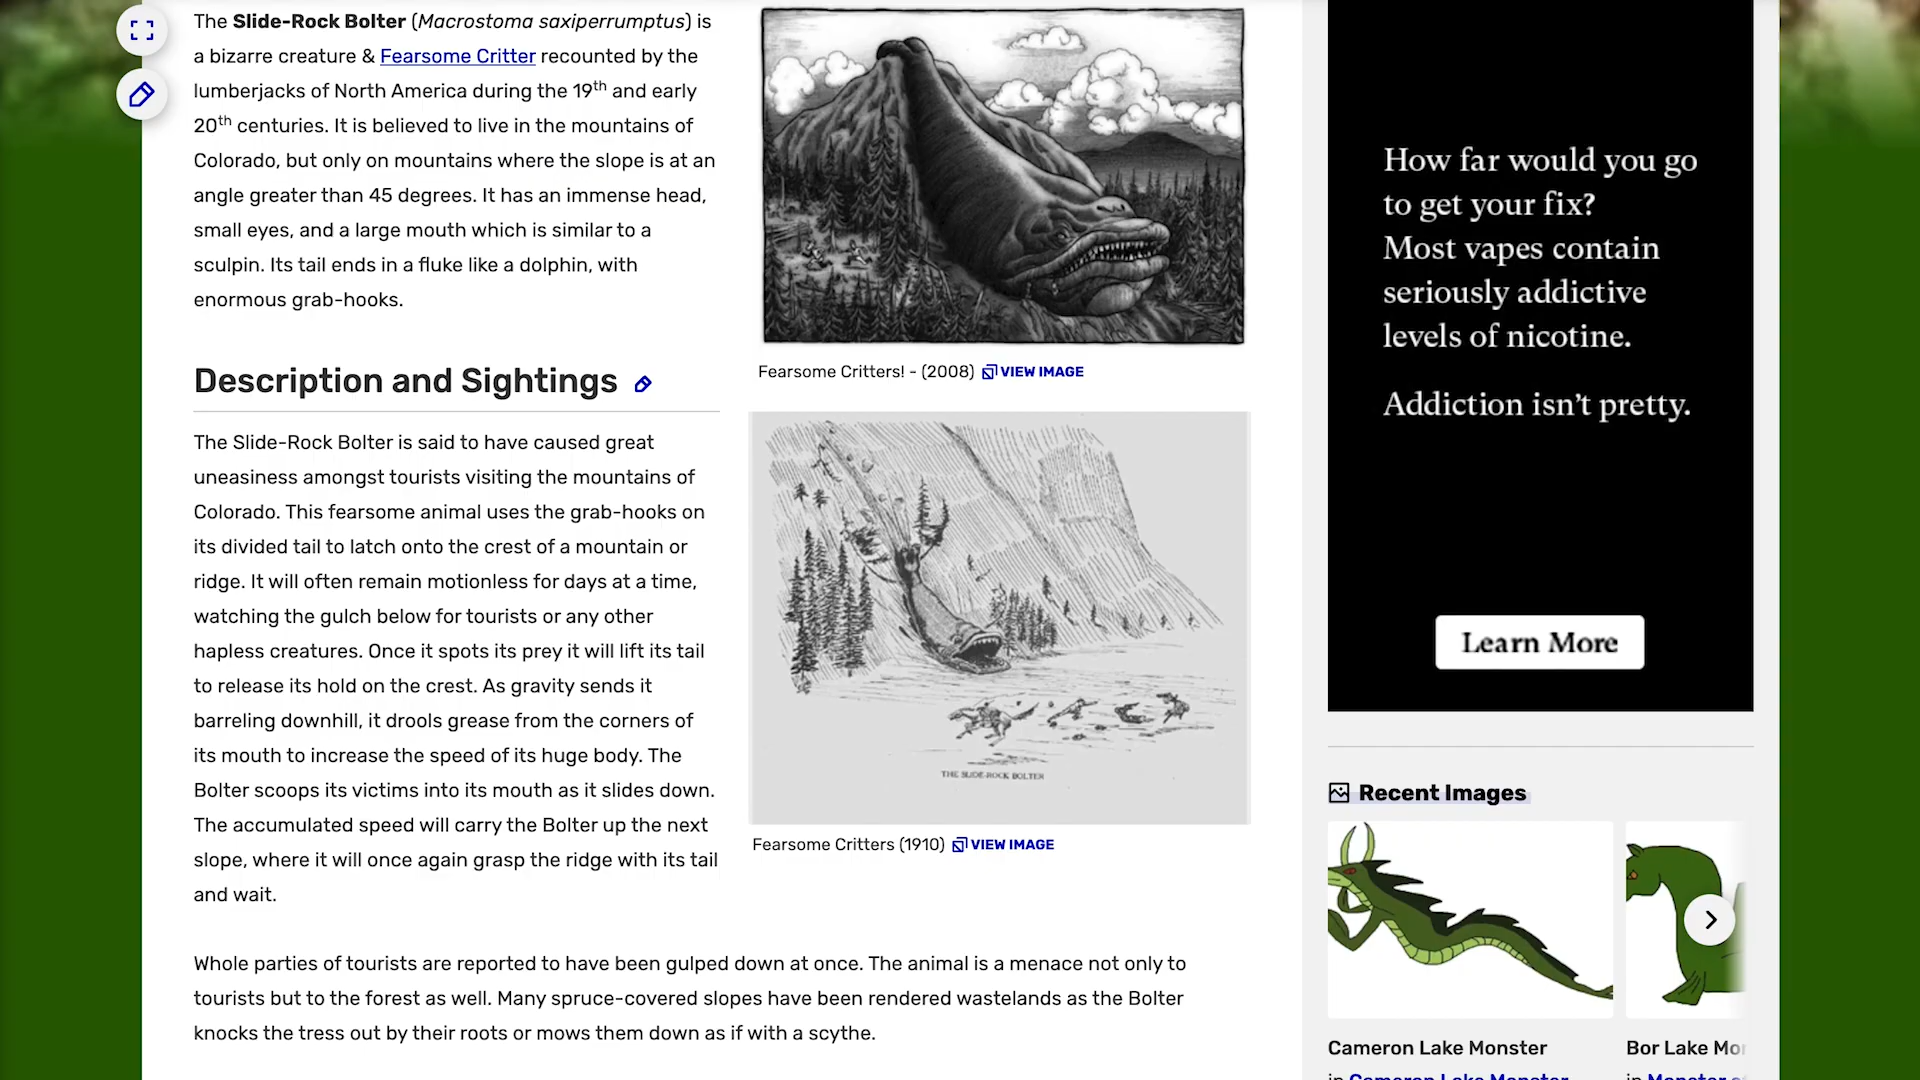 The Slide-Rock Bolter (Macrostoma saxiperrumptus) is
a bizarre creature & Fearsome Critter recounted by the
lumberjacks of North America during the 19th and early
20th centuries. It is believed to live in the mountains of
Colorado, but only on mountains where the slope is at an
angle greater than 45 degrees. It has an immense head,
small eyes, and a large mouth which is similar to a
sculpin. Its tail ends in a fluke like a dolphin, with
enormous grab-hooks.
Fearsome Critters! - (2008) VIEW IMAGE
Description and Sightings
The Slide-Rock Bolter is said to have caused great
uneasiness amongst tourists visiting the mountains of
Colorado. This fearsome animal uses the grab-hooks on
its divided tail to latch onto the crest of a mountain or
ridge. It will often remain motionless for days at a time,
watching the gulch below for tourists or any other
hapless creatures. Once it spots its prey it will lift its tail
to release its hold on the crest. As gravity sends it
barreling downhill, it drools grease from the corners of
its mouth to increase the speed of its huge body. The
Bolter scoops its victims into its mouth as it slides down.
The accumulated speed will carry the Bolter up the next
slope, where it will once again grasp the ridge with its tail
and wait.
THE SLIDE-ROCK BOLTER
Fearsome Critters (1910) VIEW IMAGE
Whole parties of tourists are reported to have been gulped down at once. The animal is a menace not only to
tourists but to the forest as well. Many spruce-covered slopes have been rendered wastelands as the Bolter
knocks the tress out by their roots or mows them down as if with a scythe.
How far would you go
to get your fix?
Most vapes contain
seriously addictive
levels of nicotine.
Addiction isn't pretty.
Learn More
Recent Images
Cameron Lake Monster
in Cameron Lake Monster
Bor Lake Mo
in Monster